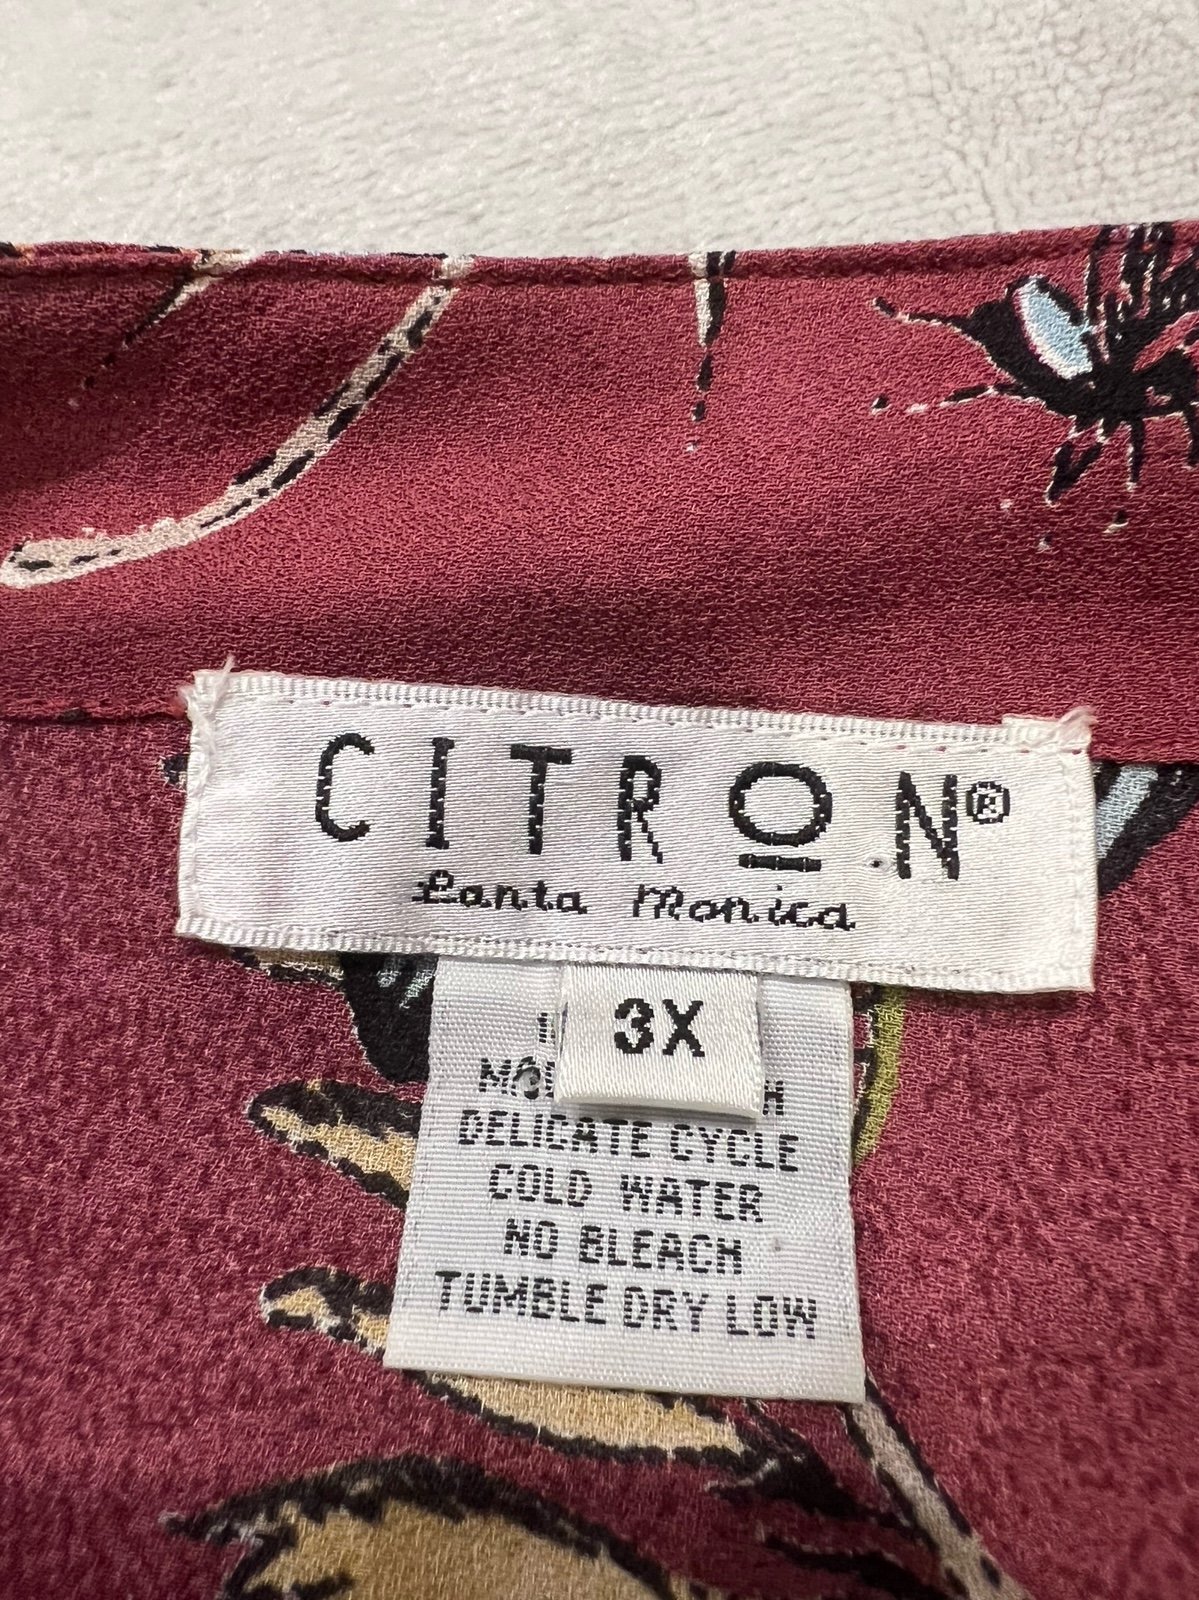 CITRON®
Santa Monica
3X
DELICATE CYCLE
COLD WATER
NO BLEACH
TUMBLE DRY LOW